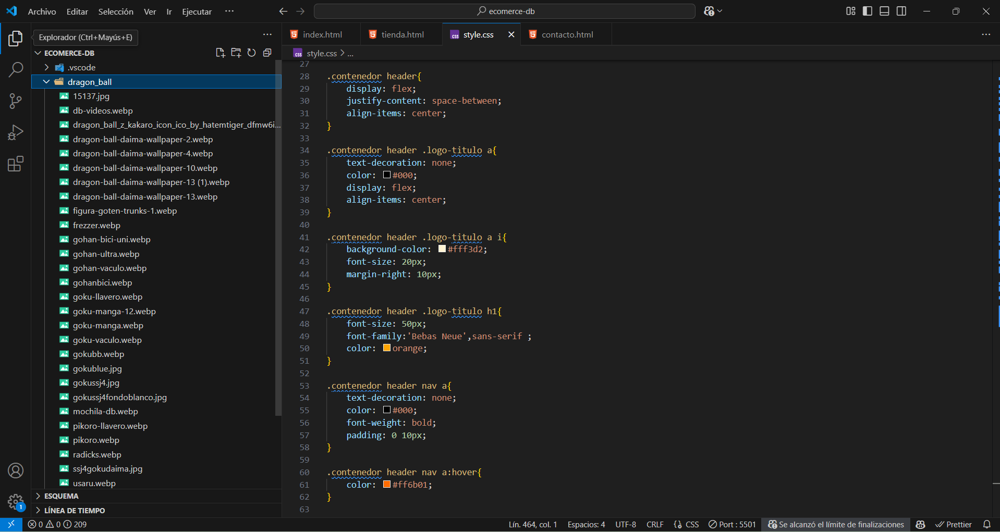 Archivo Editar Selección Ver Ir Ejecutar ···
ecomerce-db
Explorador (Ctrl+Mayús+E)
ECOMERCE-DB
.vscode
dragon_ball
15137.jpg
db-videos.webp
dragon_ball_z_kakaro_icon_ico_by_hatemtiger_dfmw6i...
dragon-ball-daima-wallpaper-2.webp
dragon-ball-daima-wallpaper-4.webp
dragon-ball-daima-wallpaper-10.webp
dragon-ball-daima-wallpaper-13 (1).webp
dragon-ball-daima-wallpaper-13.webp
figura-goten-trunks-1.webp
frezzer.webp
gohan-bici-uni.webp
gohan-ultra.webp
gohan-vaculo.webp
gohanbici.webp
goku-llavero.webp
goku-manga-12.webp
goku-manga.webp
goku-vaculo.webp
gokubb.webp
gokublue.jpg
gokussj4.jpg
gokussj4fondoblanco.jpg
mochila-db.webp
pikoro-llavero.webp
pikoro.webp
radicks.webp
ssj4gokudaima.jpg
usaru.webp
ESQUEMA
LÍNEA DE TIEMPO
1
index.html tienda.html style.css contacto.html
style.css > ...
27
28 .contenedor header{
29 display: flex;
30 justify-content: space-between;
31 align-items: center;
32 }
33
34 .contenedor header .logo-titulo a{
35 text-decoration: none;
36 color: #000;
37 display: flex;
38 align-items: center;
39 }
40
41 .contenedor header .logo-titulo a i{
42 background-color: #fff3d2;
43 font-size: 20px;
44 margin-right: 10px;
45 }
46
47 .contenedor header .logo-titulo h1{
48 font-size: 50px;
49 font-family:'Bebas Neue',sans-serif ;
50 color: orange;
51 }
52
53 .contenedor header nav a{
54 text-decoration: none;
55 color: #000;
56 font-weight: bold;
57 padding: 0 10px;
58 }
59
60 .contenedor header nav a:hover{
61 color: #ff6b01;
62 }
63
0 0 209 Lín. 464, col. 1 Espacios: 4 UTF-8 CRLF CSS Port : 5501 Se alcanzó el límite de finalizaciones Prettier